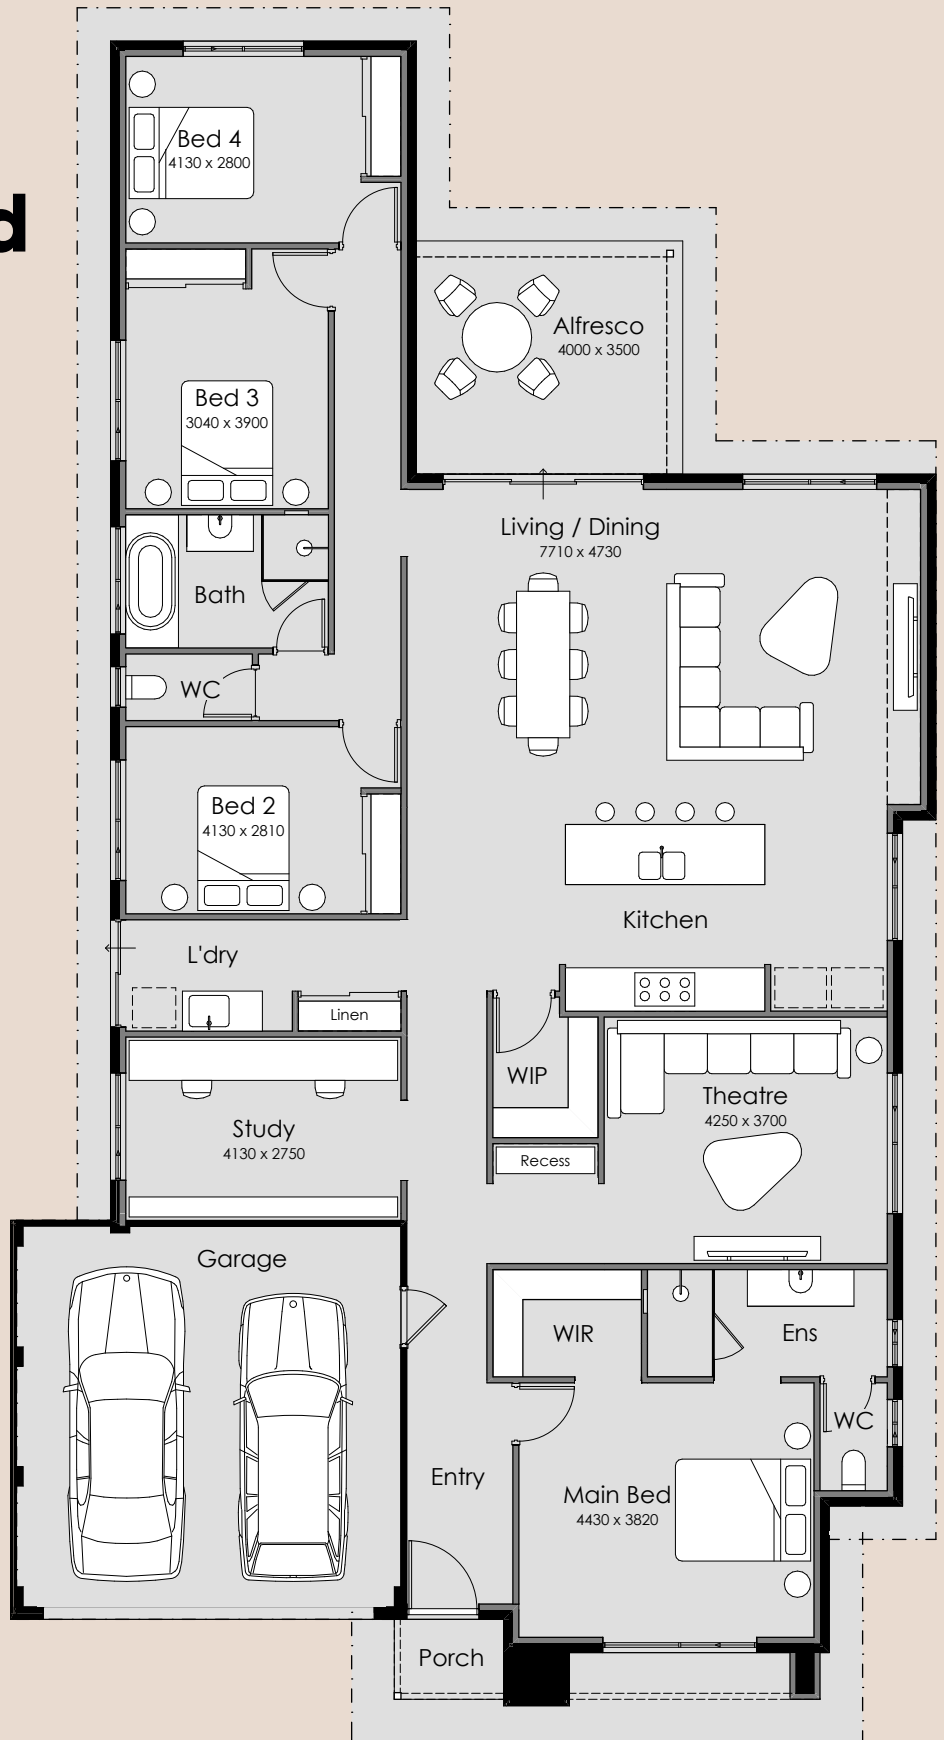 d
Bed 4
4130 x 2800
Alfresco
4000 x 3500
Bed 3
3040 x 3900
Living / Dining
7710 x 4730
Bath
WC
Bed 2
4130 x 2810
Kitchen
L'dry
Linen
WIP
Theatre
4250 x 3700
Study
4130 x 2750
Recess
Garage
WIR
Ens
WC
Entry
Main Bed
4430 x 3820
Porch